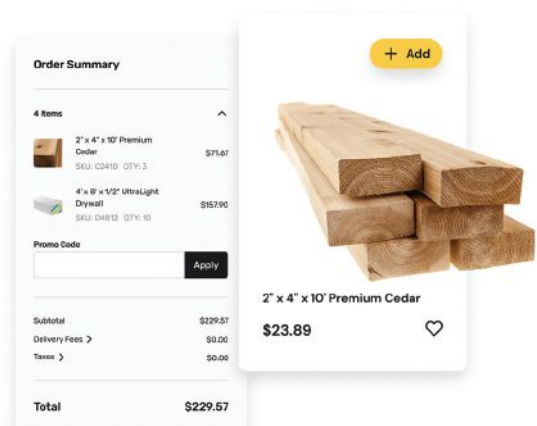 Order Summary
4 Items
2" x 4" x 10' Premium
Cedar
$71.67
SKU: C2410 QTY: 3
4' x 8' x 1/2" UltraLight
Drywall
$157.90
SKU: D4812 QTY: 10
Promo Code
Apply
Subtotal
$229.57
Delivery Fees >
$0.00
Taxes >
$0.00
Total
$229.57
+ Add
2" x 4" x 10' Premium Cedar
$23.89